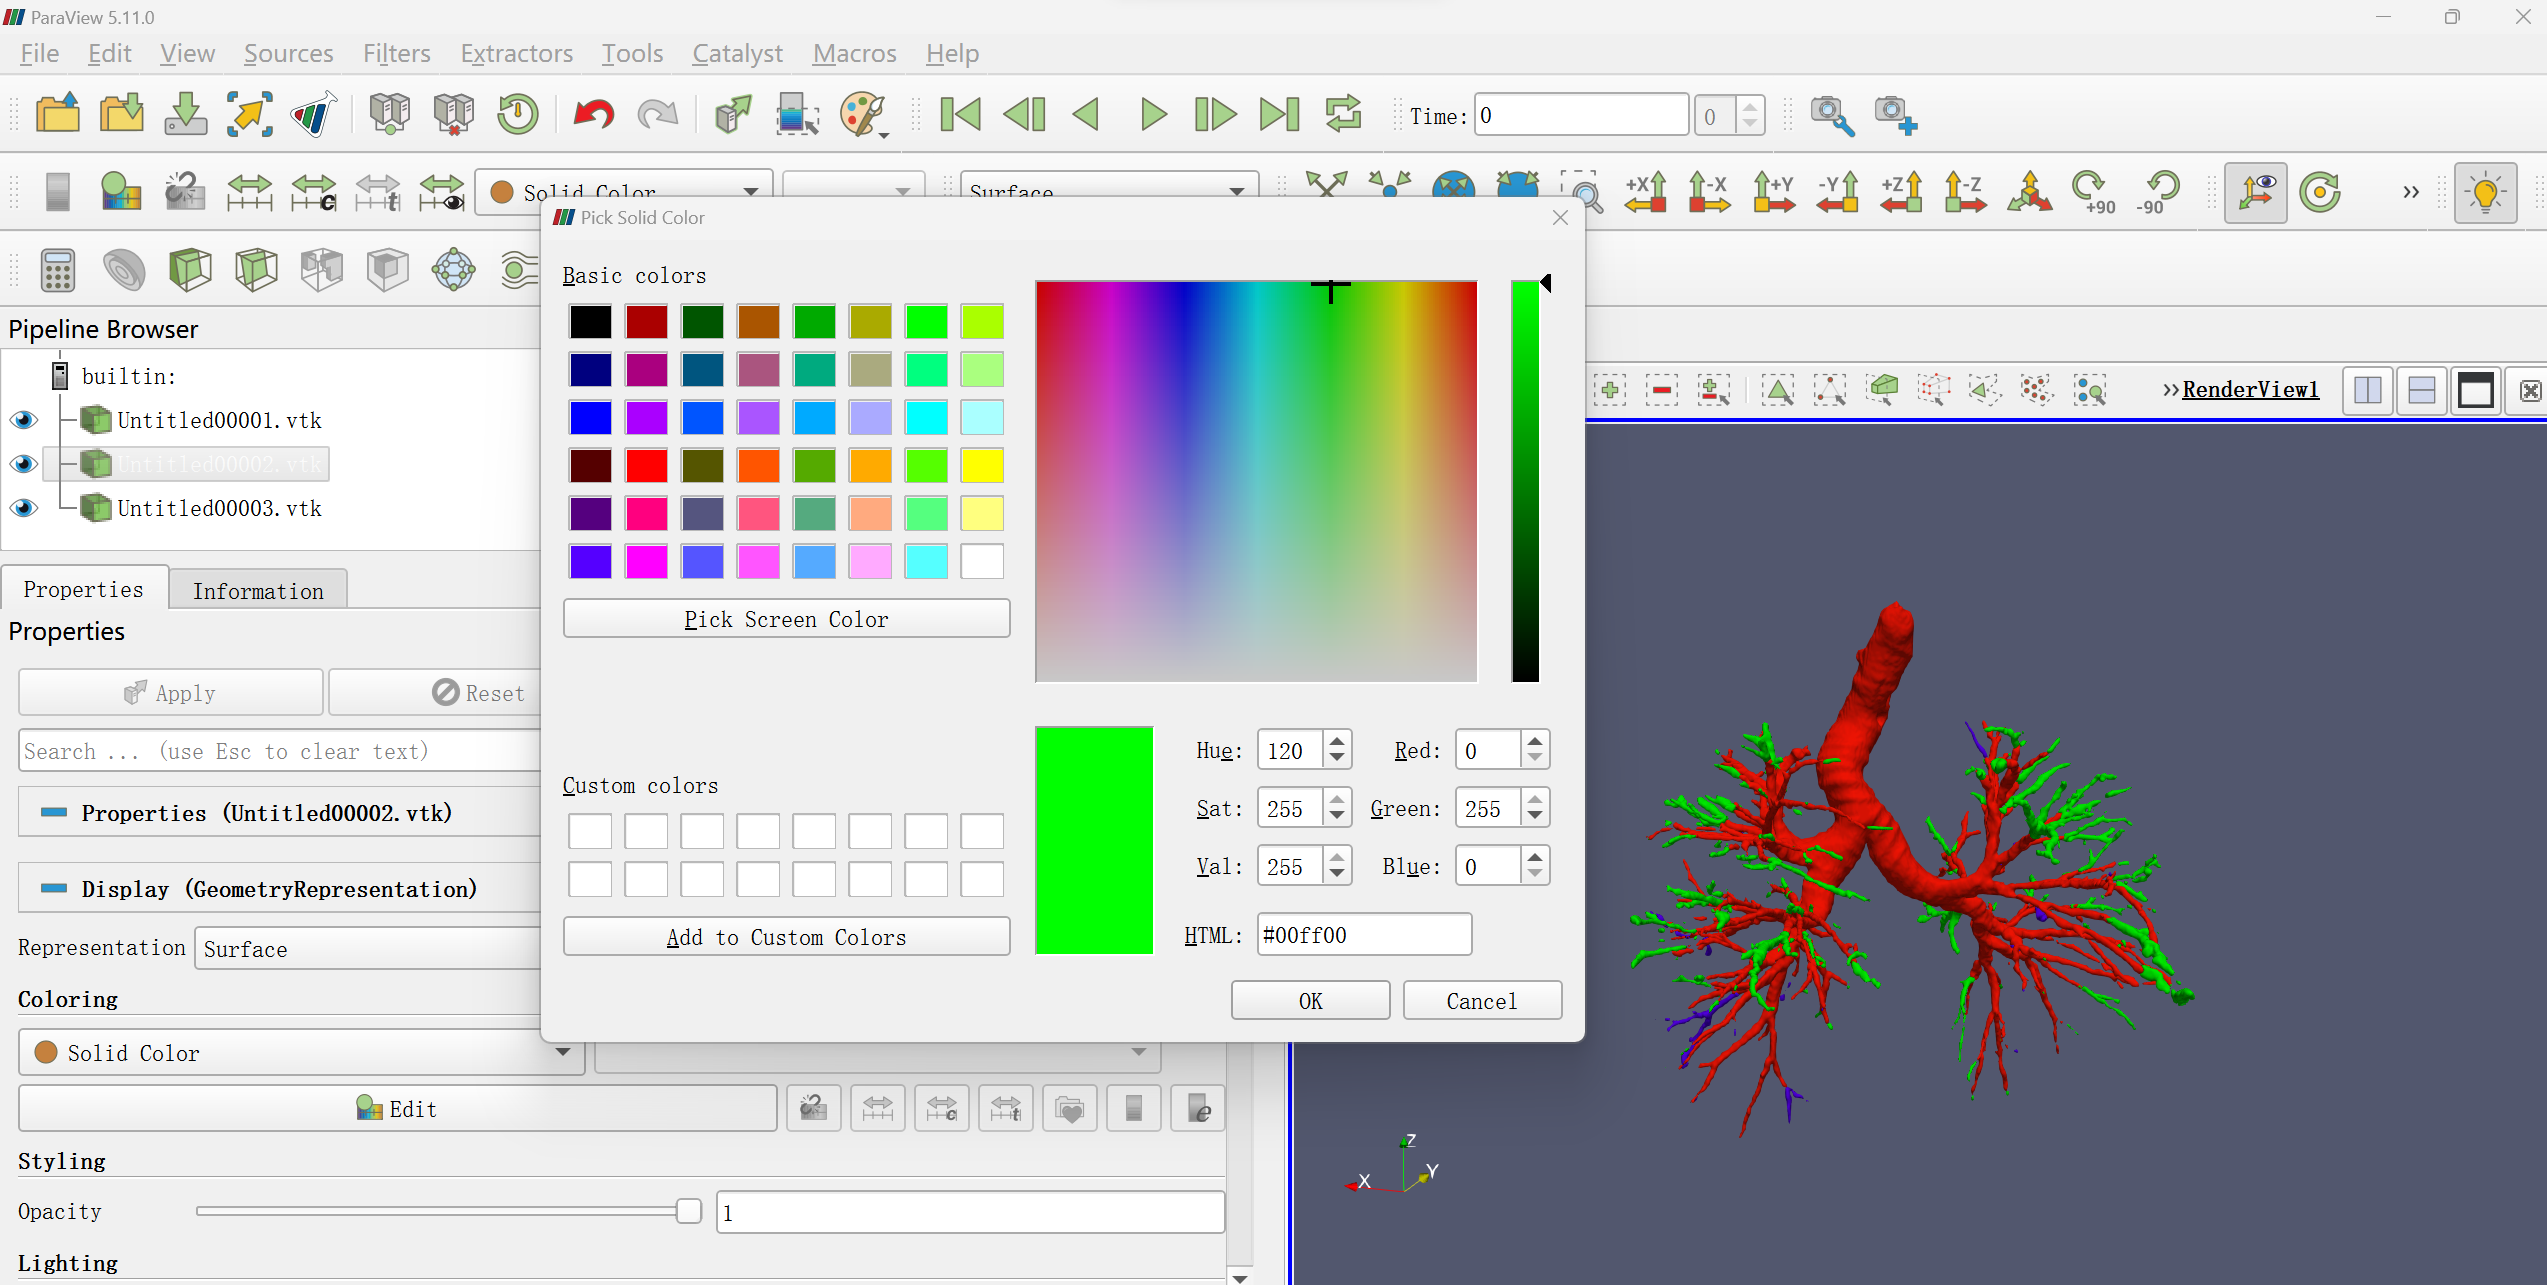 ParaView 5.11.0
File Edit View Sources Filters Extractors Tools Catalyst Macros Help
Time: 0 0
Solid Color Surface +X -X +Y -Y +Z -Z +90 -90 »
Pick Solid Color
Basic colors
Pick Screen Color
Custom colors
Add to Custom Colors
Hue: 120 Red: 0
Sat: 255 Green: 255
Val: 255 Blue: 0
HTML: #00ff00
OK Cancel
Pipeline Browser
builtin:
Untitled00001.vtk
Untitled00002.vtk
Untitled00003.vtk
Properties Information
Properties
Apply Reset
Search ... (use Esc to clear text)
Properties (Untitled00002.vtk)
Display (GeometryRepresentation)
Representation Surface
Coloring
Solid Color
Edit c t e
Styling
Opacity 1
Lighting
» RenderView1
Z
Y
X